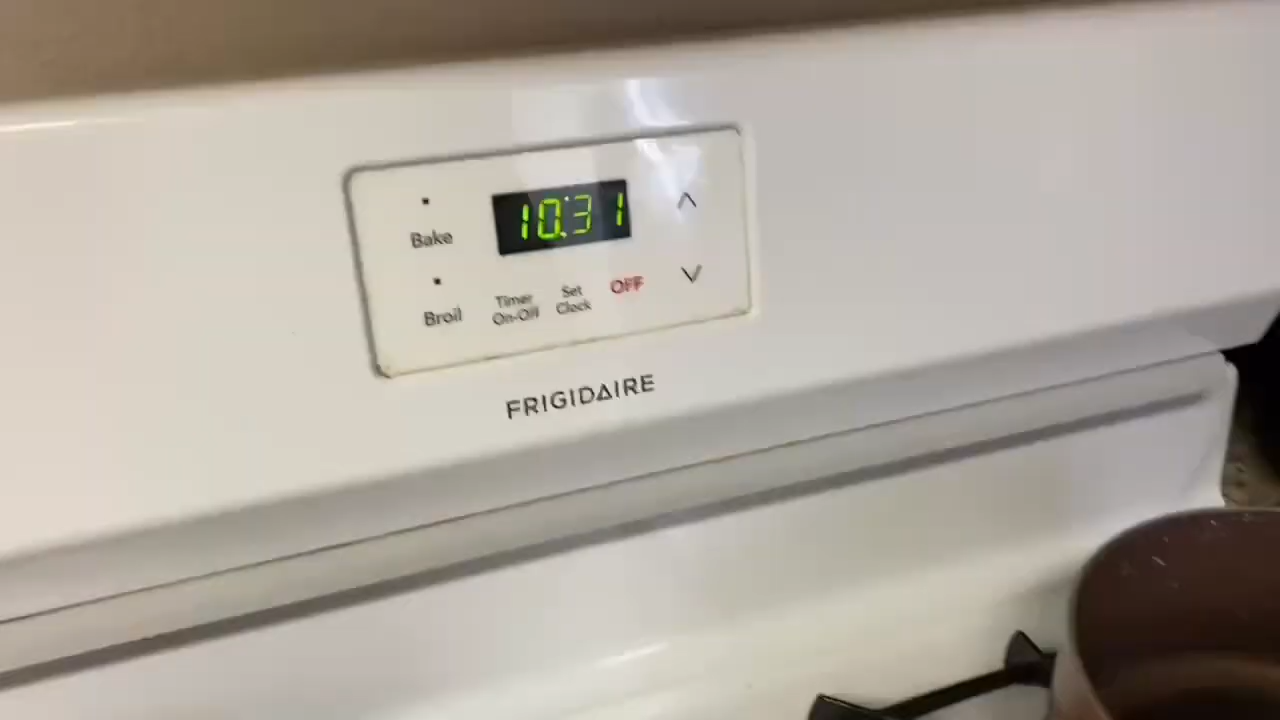 Bake
10:31
Broil
Timer
On-Off
Set
Clock
OFF
FRIGIDAIRE